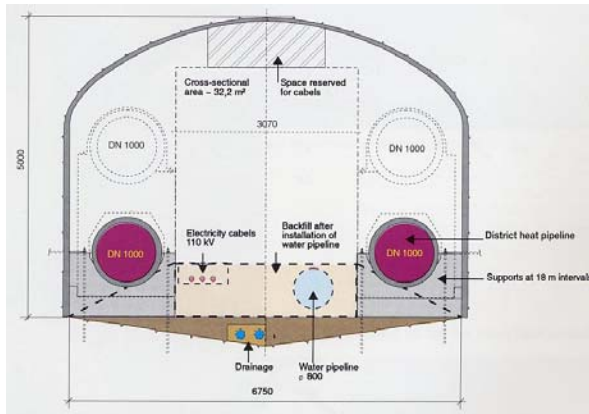 Cross-sectional
area ~ 32,2 m²
Space reserved
for cabels
3070
5000
DN 1000
DN 1000
Electricity cabels
110 kV
Backfill after
installation of
water pipeline
DN 1000
DN 1000
District heat pipeline
Supports at 18 m intervals
Drainage
Water pipeline
ρ 800
6750